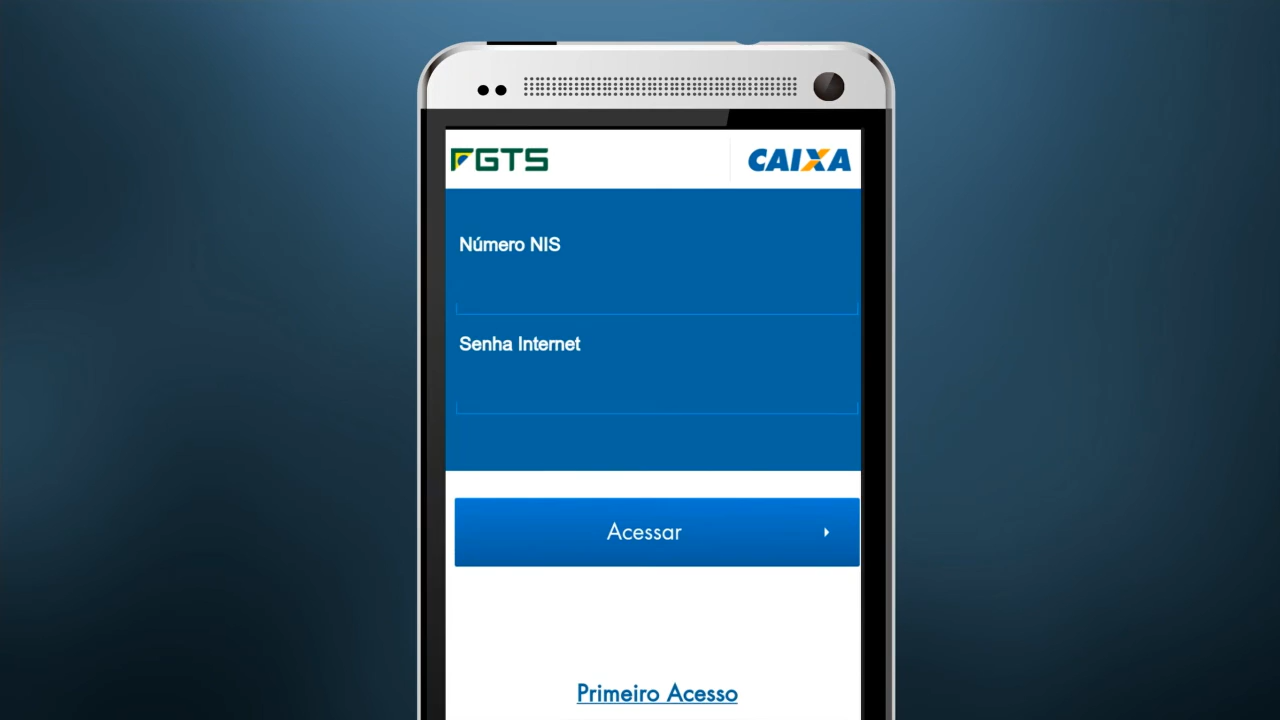 FGTS CAIXA
Número NIS
Senha Internet
Acessar
Primeiro Acesso